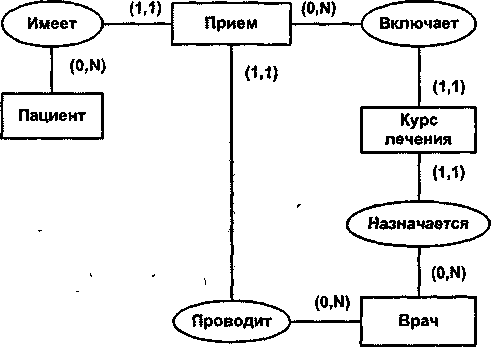 Имеет
(1,1)
Прием
(0,N)
Включает
(0,N)
(1,1)
(1,1)
Пациент
Курс
лечения
(1,1)
Назначается
(0,N)
Проводит
(0,N)
Врач